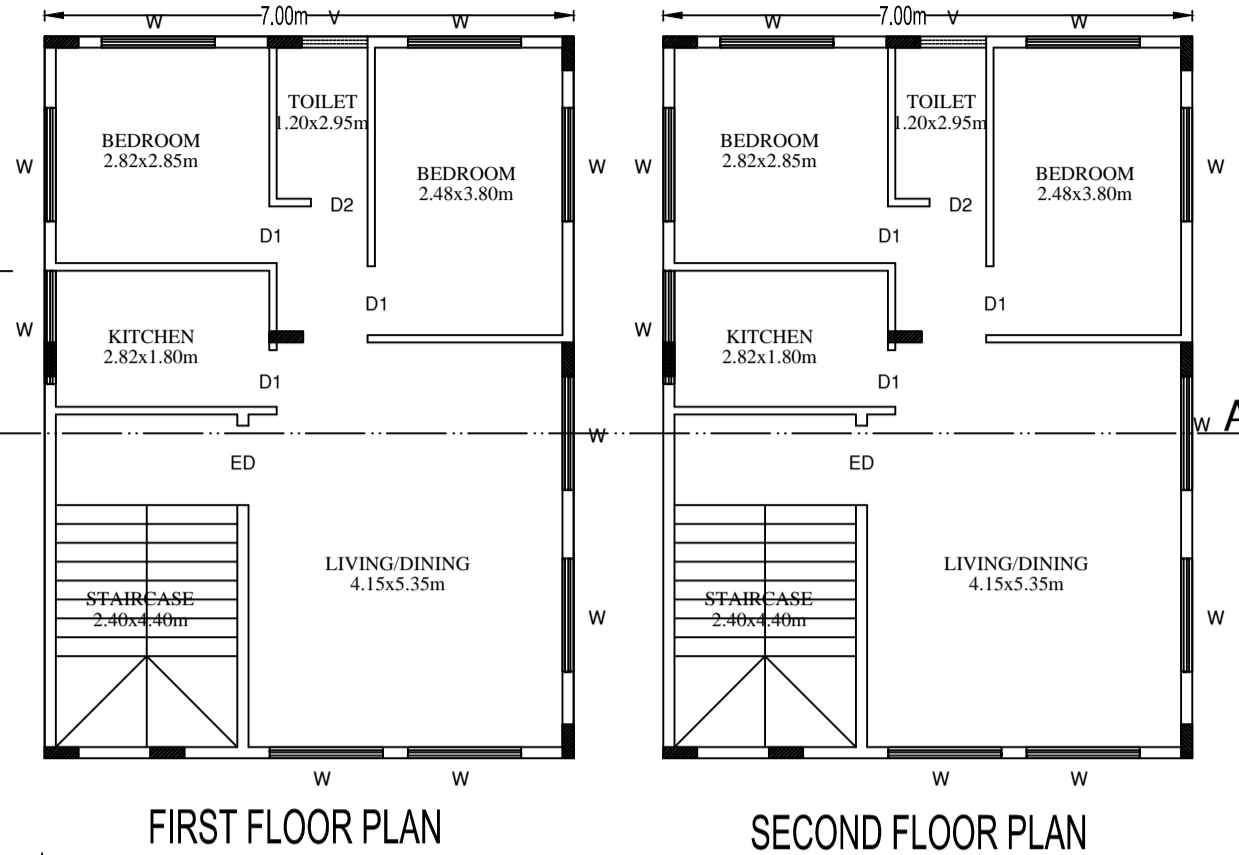 7.00m
W
V
W
TOILET
1.20x2.95m
BEDROOM
2.82x2.85m
W
BEDROOM
2.48x3.80m
W
D2
D1
D1
W
KITCHEN
2.82x1.80m
D1
W
ED
LIVING/DINING
4.15x5.35m
STAIRCASE
2.40x4.40m
W
W
W
FIRST FLOOR PLAN
7.00m
W
V
W
TOILET
1.20x2.95m
BEDROOM
2.82x2.85m
W
BEDROOM
2.48x3.80m
W
D2
D1
D1
W
KITCHEN
2.82x1.80m
D1
W
A
ED
LIVING/DINING
4.15x5.35m
STAIRCASE
2.40x4.40m
W
W
W
SECOND FLOOR PLAN